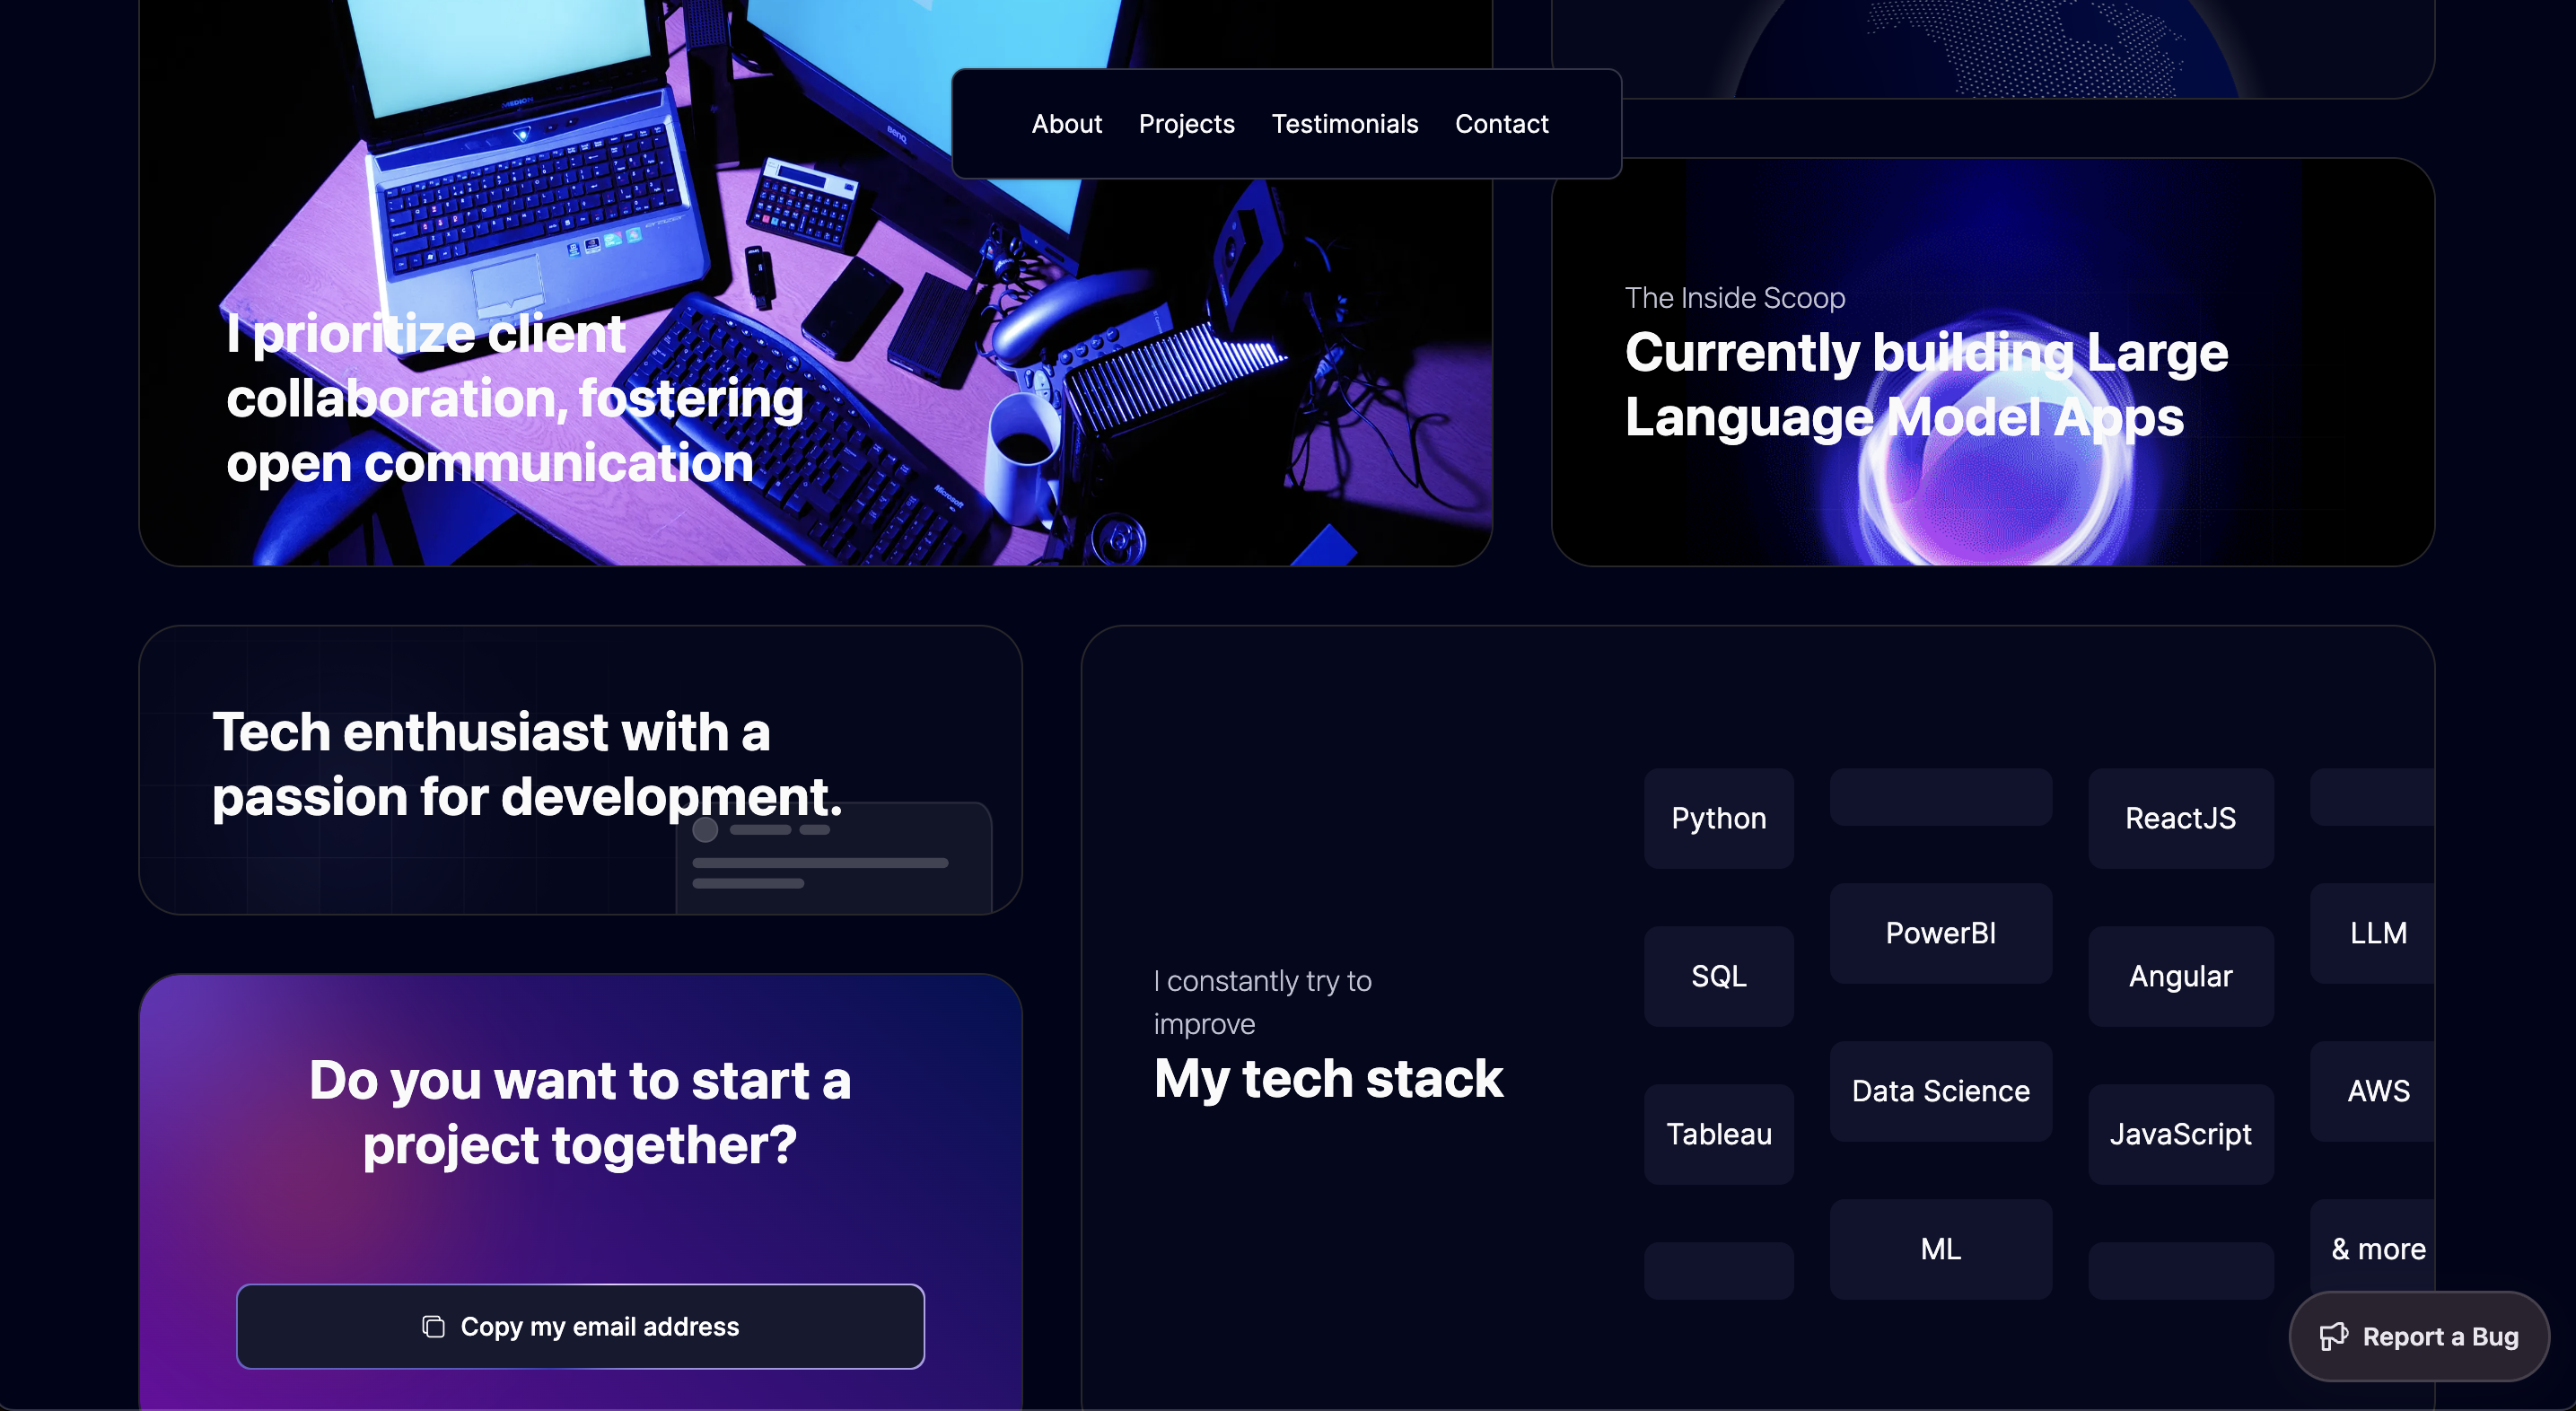 About Projects Testimonials Contact
MEDION
BenQ
I prioritize client
collaboration, fostering
open communication
Microsoft
The Inside Scoop
Currently building Large
Language Model Apps
Tech enthusiast with a
passion for development.
Do you want to start a
project together?
Copy my email address
I constantly try to
improve
My tech stack
Python
SQL
Tableau
PowerBI
Data Science
ML
ReactJS
Angular
JavaScript
LLM
AWS
& more
Report a Bug